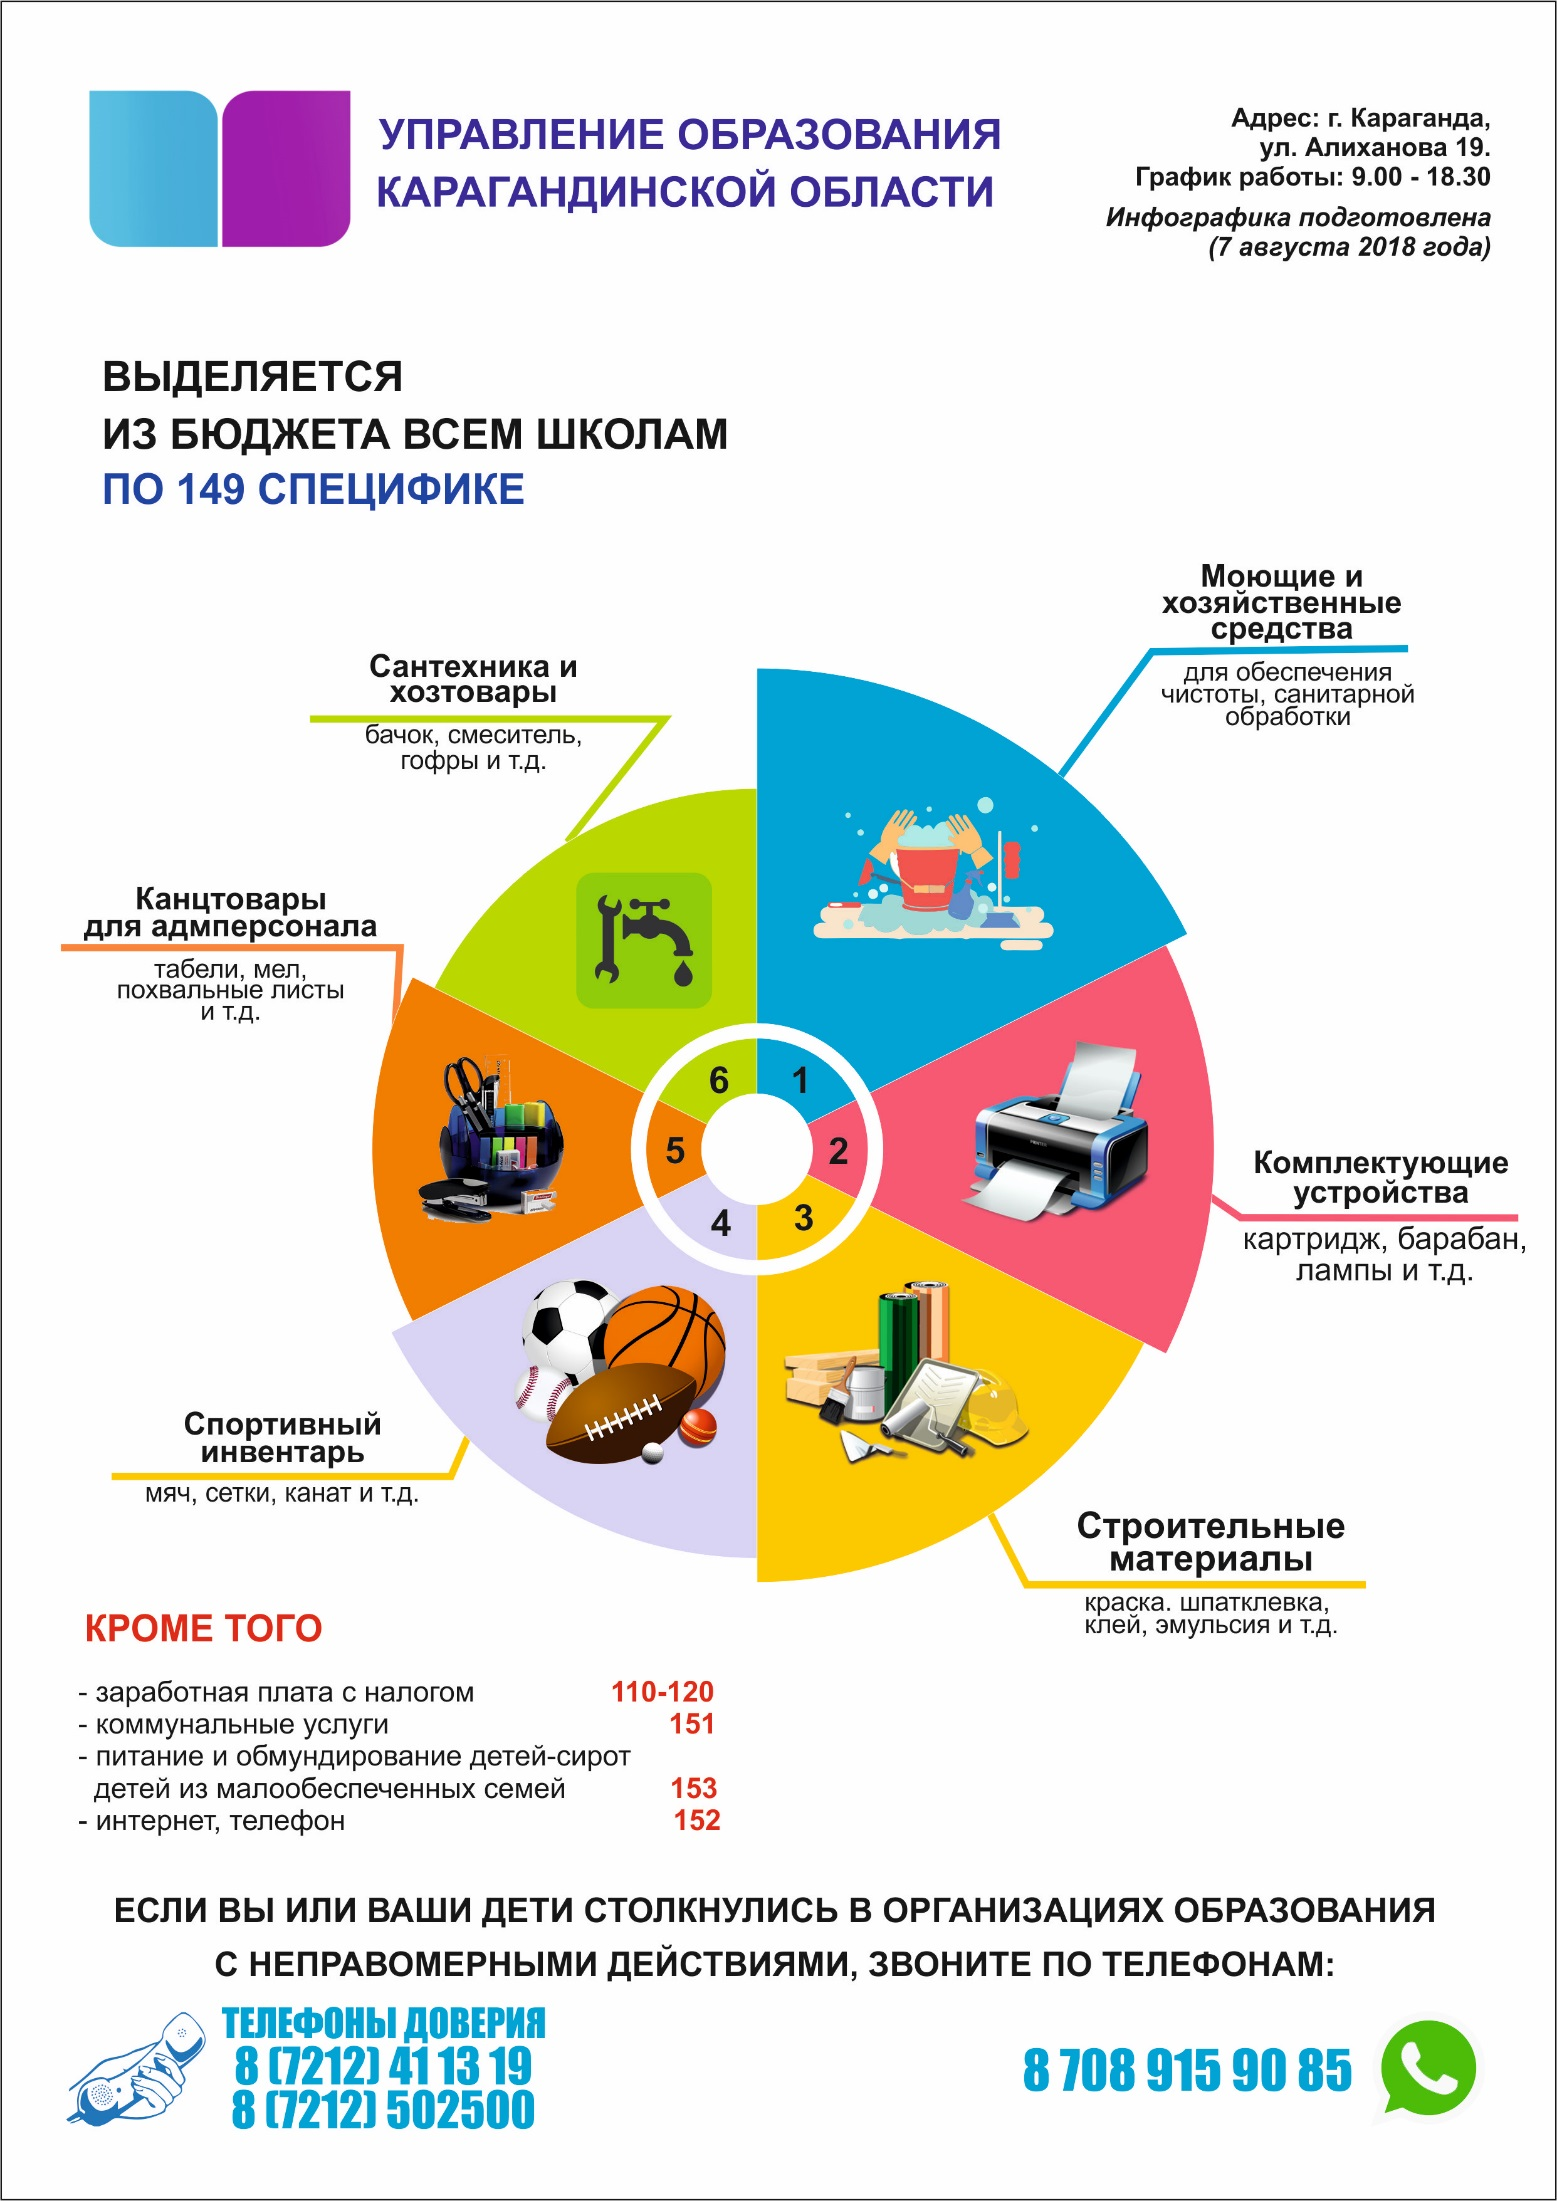 УПРАВЛЕНИЕ ОБРАЗОВАНИЯ
КАРАГАНДИНСКОЙ ОБЛАСТИ
Адрес: г. Караганда,
ул. Алиханова 19.
График работы: 9.00 - 18.30
Инфографика подготовлена
(7 августа 2018 года)
ВЫДЕЛЯЕТСЯ
ИЗ БЮДЖЕТА ВСЕМ ШКОЛАМ
ПО 149 СПЕЦИФИКЕ
Моющие и
хозяйственные
средства
для обеспечения
чистоты, санитарной
обработки
Сантехника и
хозтовары
бачок, смеситель,
гофры и т.д.
Канцтовары
для адмперсонала
табели, мел,
похвальные листы
и т.д.
6
1
5
2
4
3
Комплектующие
устройства
картридж, барабан,
лампы и т.д.
Спортивный
инвентарь
мяч, сетки, канат и т.д.
Строительные
материалы
краска. шпатклевка,
клей, эмульсия и т.д.
КРОМЕ ТОГО
- заработная плата с налогом 110-120
- коммунальные услуги 151
- питание и обмундирование детей-сирот
детей из малообеспеченных семей 153
- интернет, телефон 152
ЕСЛИ ВЫ ИЛИ ВАШИ ДЕТИ СТОЛКНУЛИСЬ В ОРГАНИЗАЦИЯХ ОБРАЗОВАНИЯ
С НЕПРАВОМЕРНЫМИ ДЕЙСТВИЯМИ, ЗВОНИТЕ ПО ТЕЛЕФОНАМ:
ТЕЛЕФОНЫ ДОВЕРИЯ
8 (7212) 41 13 19
8 (7212) 502500
8 708 915 90 85